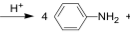 H⁺
4 NH₂ +